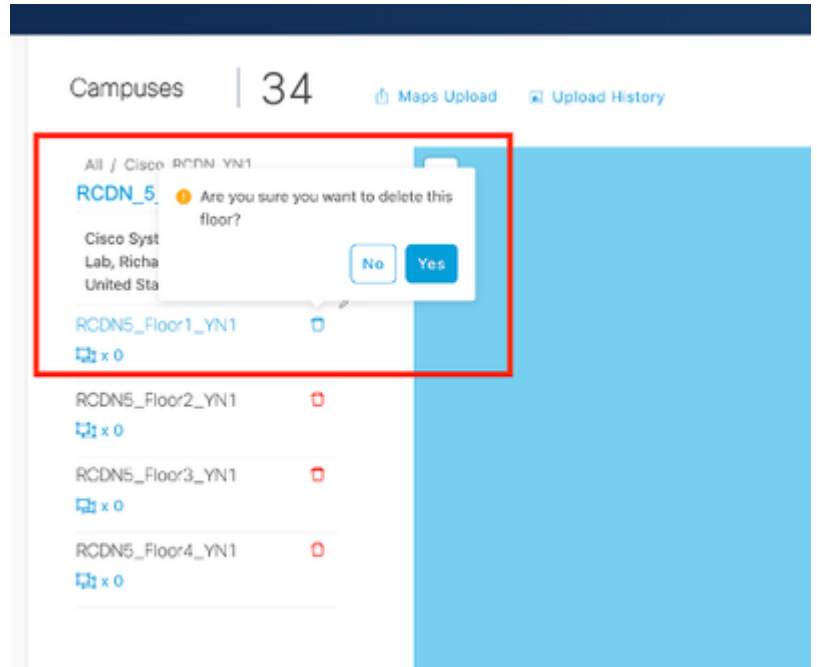 Campuses 34 Maps Upload Upload History
All / Cisco_RCDN_YN1
RCDN_5_
Are you sure you want to delete this
floor?
Cisco Syst
Lab, Richa
United Sta
No Yes
RCDN5_Floor1_YN1
x 0
RCDN5_Floor2_YN1
x 0
RCDN5_Floor3_YN1
x 0
RCDN5_Floor4_YN1
x 0